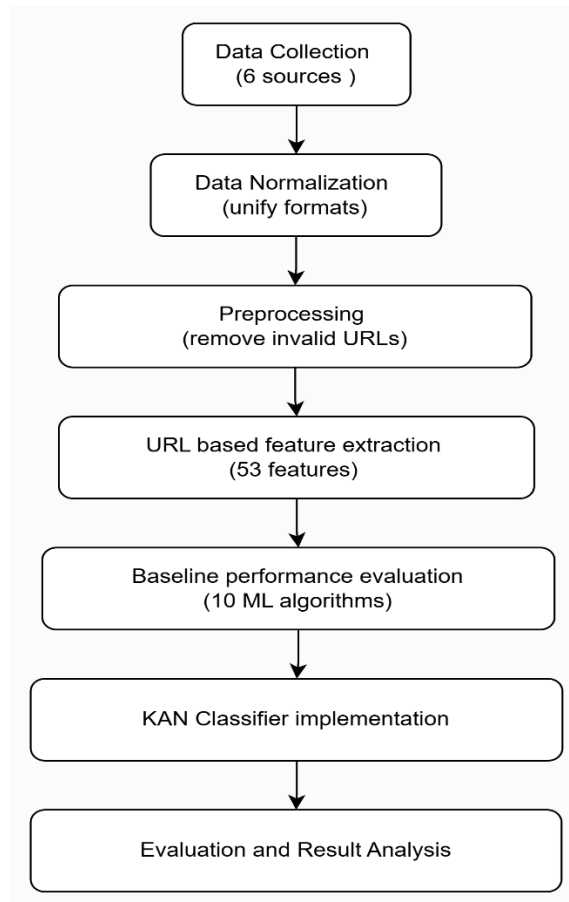 Data Collection
(6 sources )
Data Normalization
(unify formats)
Preprocessing
(remove invalid URLs)
URL based feature extraction
(53 features)
Baseline performance evaluation
(10 ML algorithms)
KAN Classifier implementation
Evaluation and Result Analysis